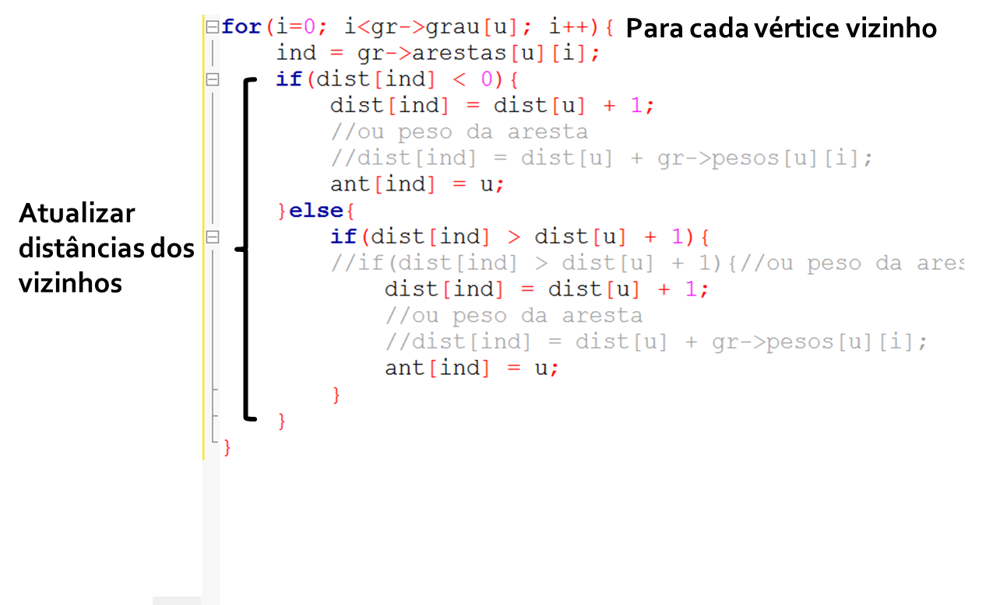 for(i=0; i<gr->grau[u]; i++){ Para cada vértice vizinho
ind = gr->arestas[u][i];
if(dist[ind] < 0){
dist[ind] = dist[u] + 1;
//ou peso da aresta
//dist[ind] = dist[u] + gr->pesos[u][i];
ant[ind] = u;
}else{
Atualizar
distâncias dos
vizinhos
if(dist[ind] > dist[u] + 1){
//if(dist[ind] > dist[u] + 1){//ou peso da
dist[ind] = dist[u] + 1;
//ou peso da aresta
//dist[ind] = dist[u] + gr->pesos[u][i];
ant[ind] = u;
}
}
}